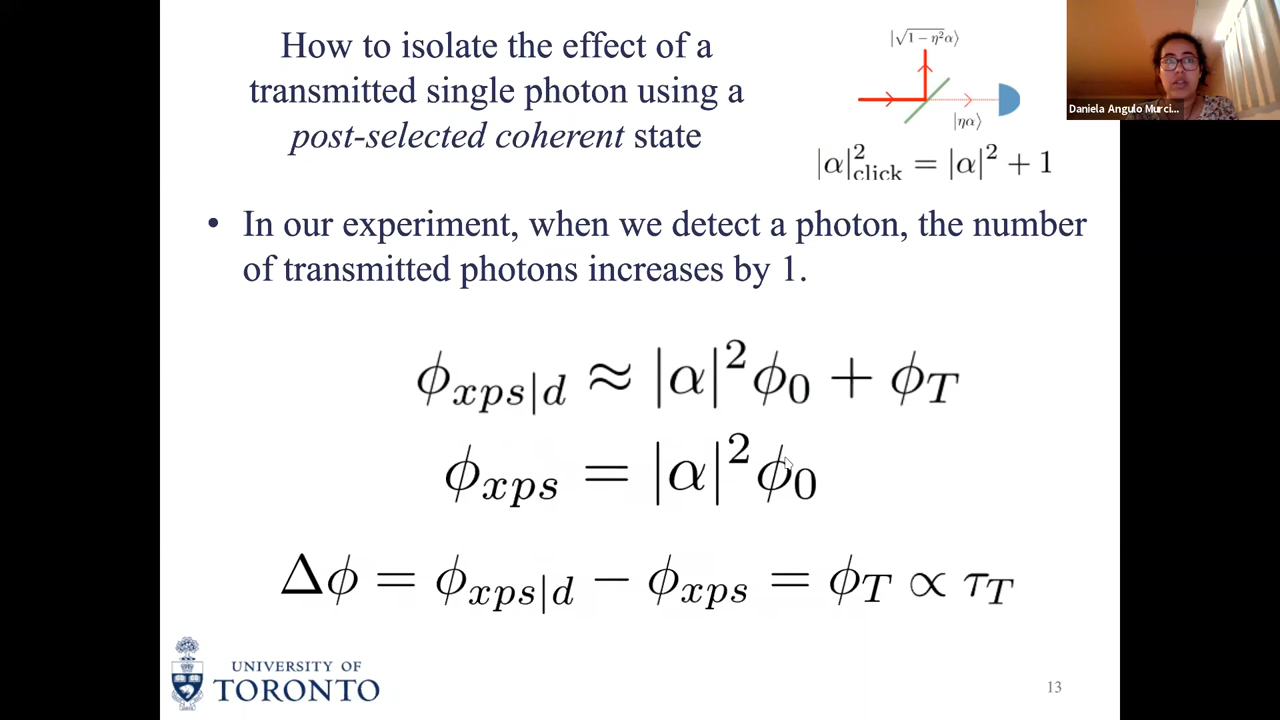 How to isolate the effect of a
transmitted single photon using a
post-selected coherent state
|√1 − η²α⟩
|ηα⟩
|α|²click = |α|² + 1
Daniela Angulo Murci...
• In our experiment, when we detect a photon, the number
of transmitted photons increases by 1.
ϕxps|d ≈ |α|²ϕ0 + ϕT
ϕxps = |α|²ϕ0
Δϕ = ϕxps|d − ϕxps = ϕT ∝ τT
UNIVERSITY OF
TORONTO
13